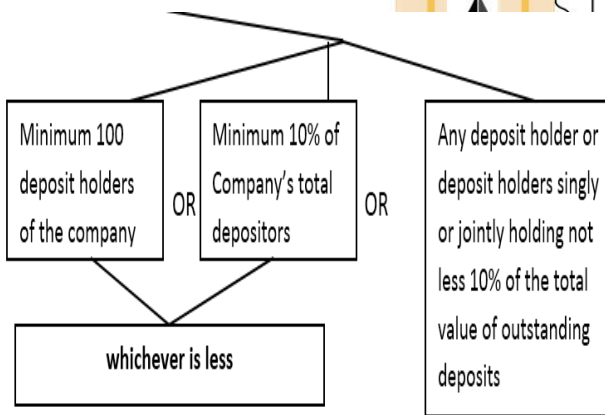 Minimum 100
deposit holders
of the company
OR
Minimum 10% of
Company's total
depositors
OR
Any deposit holder or
deposit holders singly
or jointly holding not
less 10% of the total
value of outstanding
deposits
whichever is less